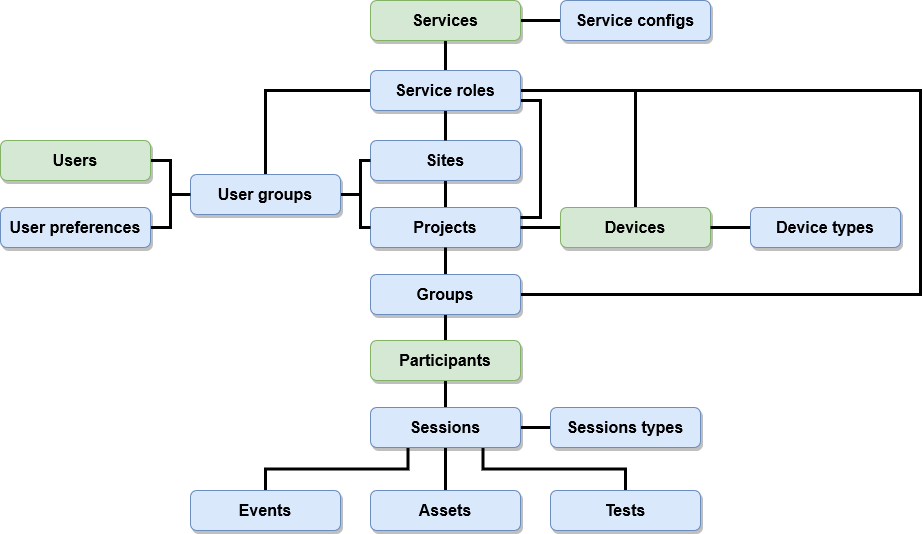 Services
Service configs
Service roles
Users
Sites
User groups
User preferences
Projects
Devices
Device types
Groups
Participants
Sessions
Sessions types
Events
Assets
Tests